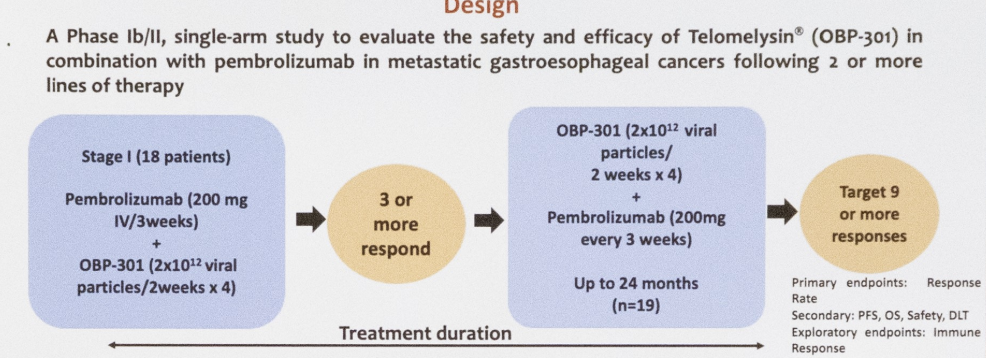 Design
A Phase Ib/II, single-arm study to evaluate the safety and efficacy of Telomelysin® (OBP-301) in
combination with pembrolizumab in metastatic gastroesophageal cancers following 2 or more
lines of therapy
Stage I (18 patients)
Pembrolizumab (200 mg
IV/3weeks)
+
OBP-301 (2x10¹² viral
particles/2weeks x 4)
3 or
more
respond
OBP-301 (2x10¹² viral
particles/
2 weeks x 4)
+
Pembrolizumab (200mg
every 3 weeks)
Up to 24 months
(n=19)
Target 9
or more
responses
Primary endpoints: Response
Rate
Secondary: PFS, OS, Safety, DLT
Exploratory endpoints: Immune
Response
Treatment duration